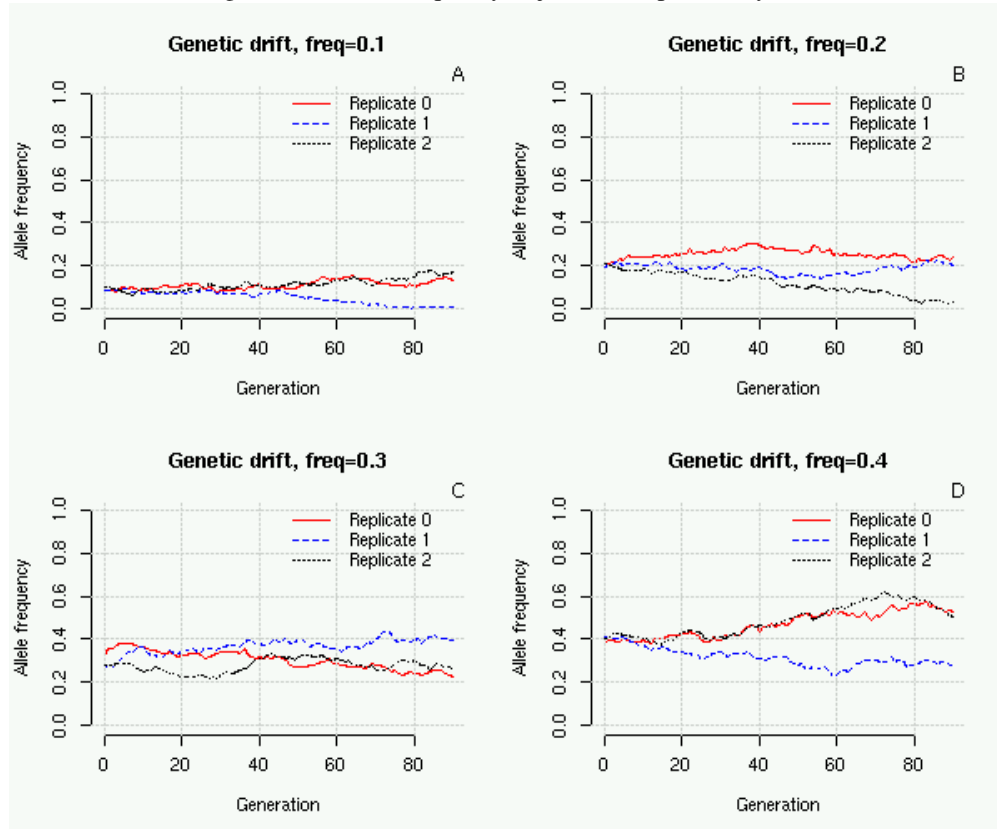 Genetic drift, freq=0.1
A
Replicate 0
Replicate 1
Replicate 2
Allele frequency
0.0 0.2 0.4 0.6 0.8 1.0
0 20 40 60 80
Generation
Genetic drift, freq=0.2
B
Replicate 0
Replicate 1
Replicate 2
Allele frequency
0.0 0.2 0.4 0.6 0.8 1.0
0 20 40 60 80
Generation
Genetic drift, freq=0.3
C
Replicate 0
Replicate 1
Replicate 2
Allele frequency
0.0 0.2 0.4 0.6 0.8 1.0
0 20 40 60 80
Generation
Genetic drift, freq=0.4
D
Replicate 0
Replicate 1
Replicate 2
Allele frequency
0.0 0.2 0.4 0.6 0.8 1.0
0 20 40 60 80
Generation